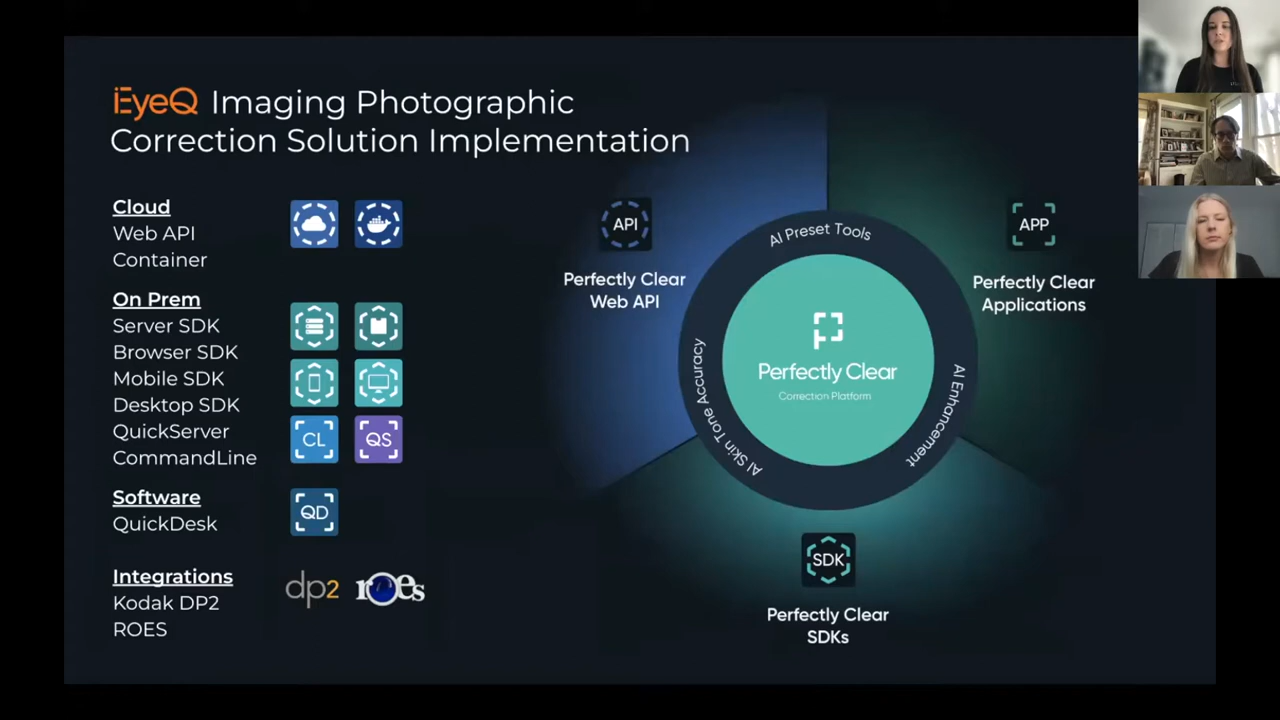 EyeQ Imaging Photographic
Correction Solution Implementation
Cloud
Web API
Container
On Prem
Server SDK
Browser SDK
Mobile SDK
Desktop SDK
QuickServer
CommandLine
CL
QS
Software
QuickDesk
QD
Integrations
Kodak DP2
ROES
dp2
roes
API
Perfectly Clear
Web API
APP
Perfectly Clear
Applications
AI Preset Tools
AI Skin Tone Accuracy
AI Enhancement
Perfectly Clear
Correction Platform
SDK
Perfectly Clear
SDKs